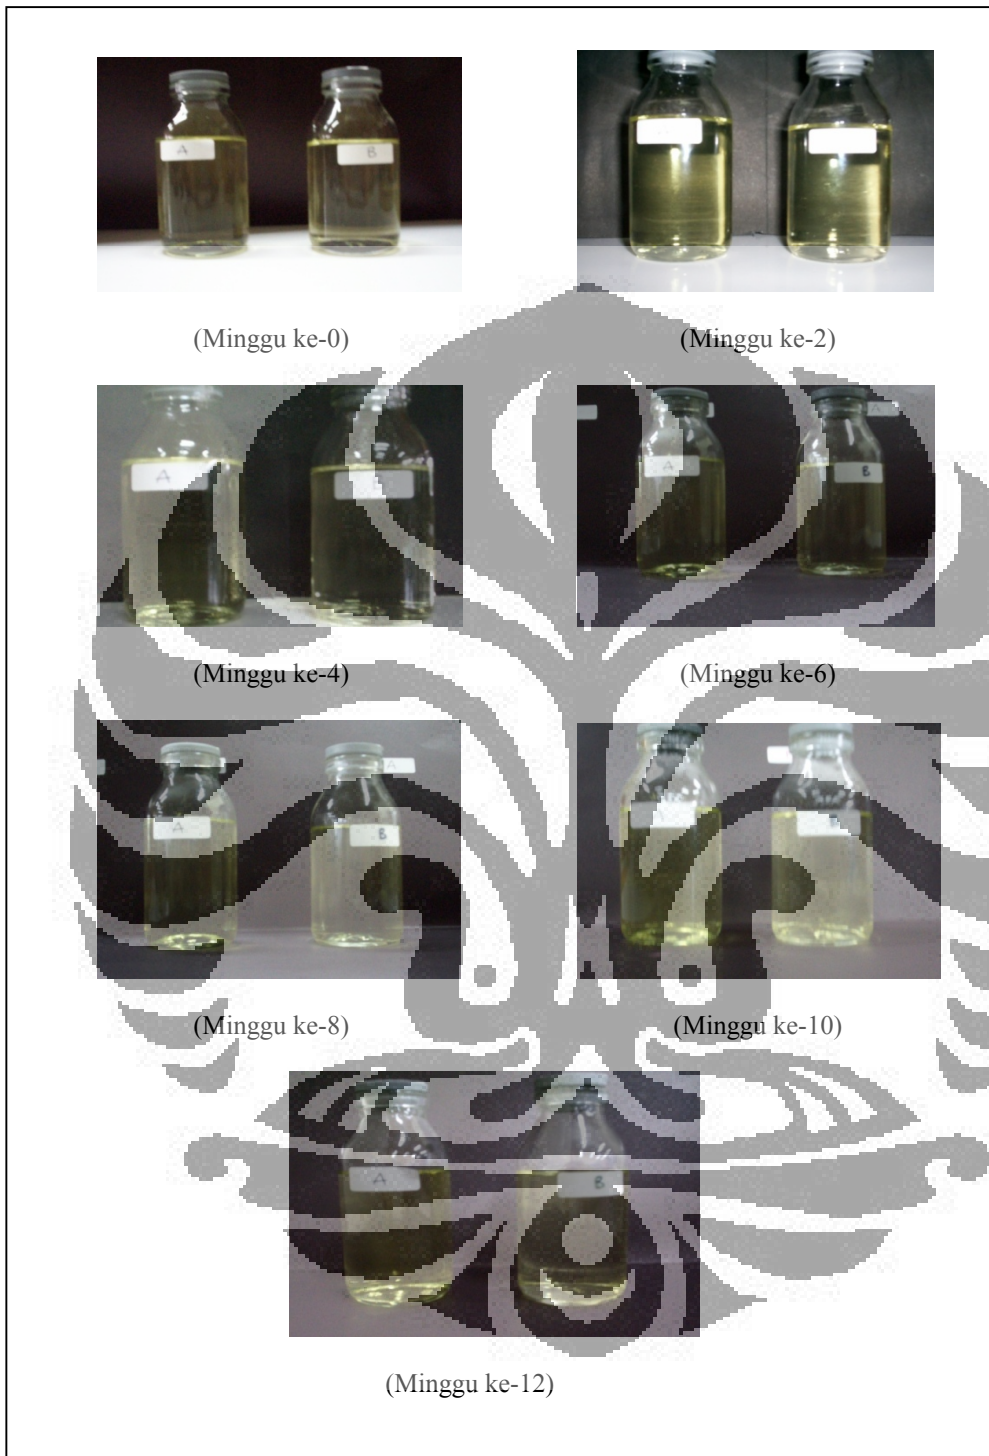 A B
(Minggu ke-0)
(Minggu ke-2)
A
(Minggu ke-4)
A B A
(Minggu ke-6)
A B A
(Minggu ke-8)
A B
(Minggu ke-10)
A B
(Minggu ke-12)